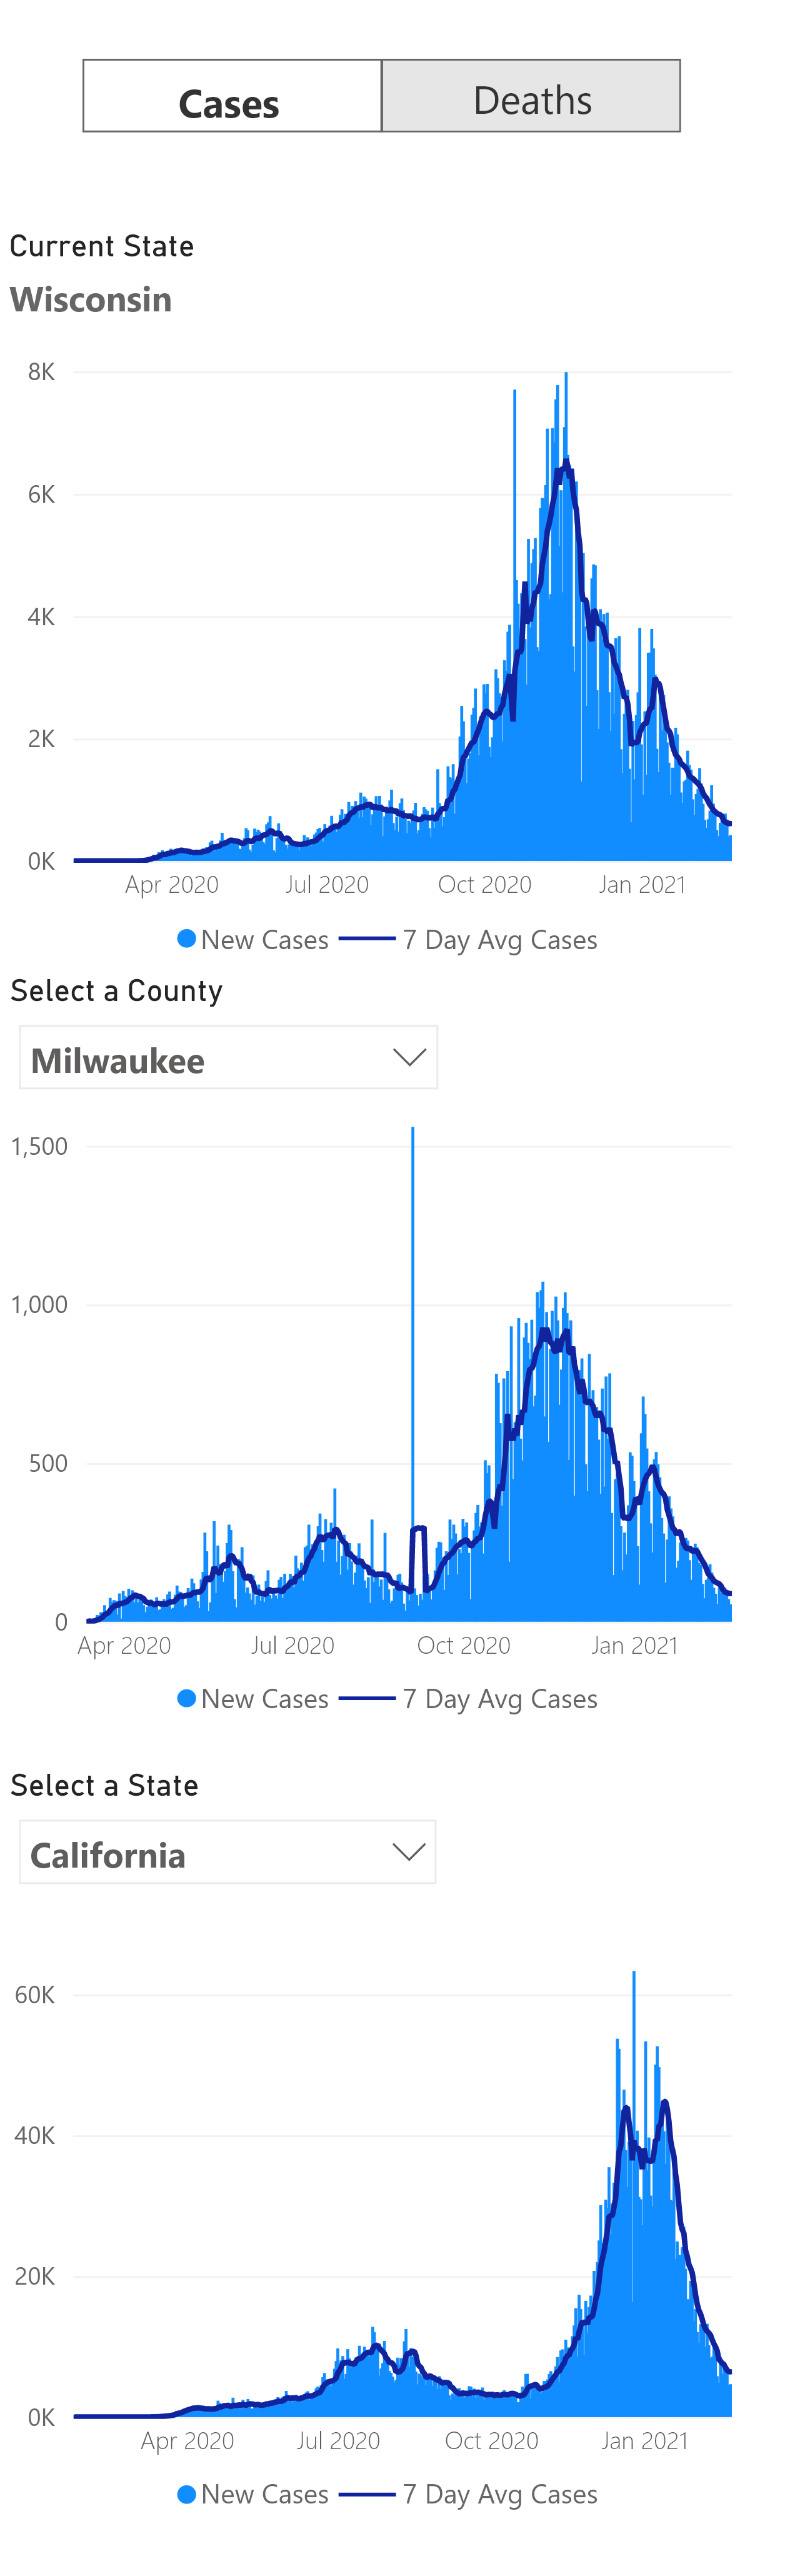 Cases Deaths
Current State
Wisconsin
8K
6K
4K
2K
0K
Apr 2020 Jul 2020 Oct 2020 Jan 2021
New Cases 7 Day Avg Cases
Select a County
Milwaukee
1,500
1,000
500
0
Apr 2020 Jul 2020 Oct 2020 Jan 2021
New Cases 7 Day Avg Cases
Select a State
California
60K
40K
20K
0K
Apr 2020 Jul 2020 Oct 2020 Jan 2021
New Cases 7 Day Avg Cases